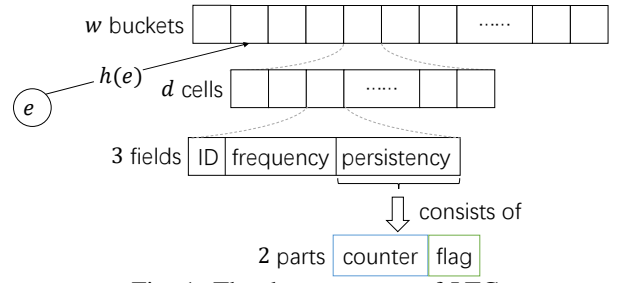 w buckets ......
h(e)
e
d cells ......
3 fields ID frequency persistency
consists of
2 parts counter flag